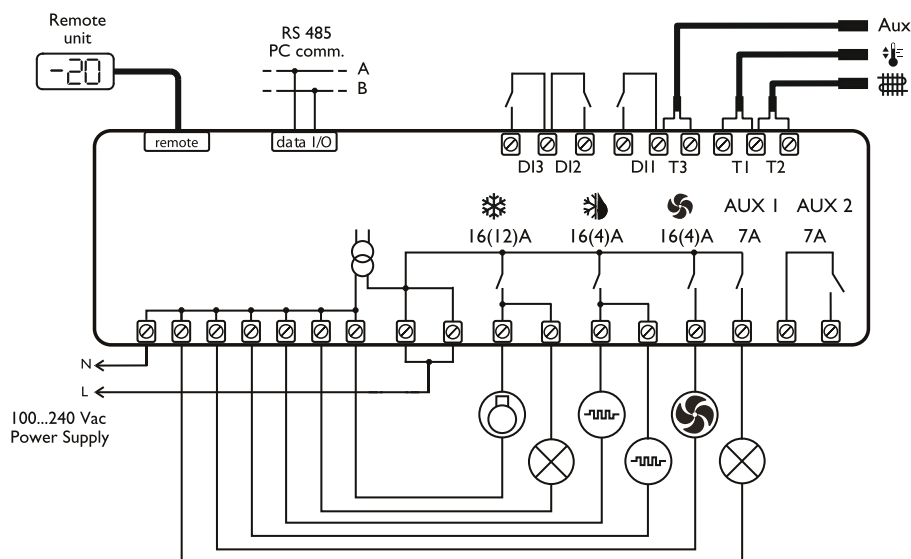 Remote
unit
-20
RS 485
PC comm.
A
B
Aux
remote
data I/O
DI3 DI2 DI1 T3 T1 T2
AUX 1 AUX 2
16(12)A 16(4)A 16(4)A 7A 7A
N
L
100...240 Vac
Power Supply